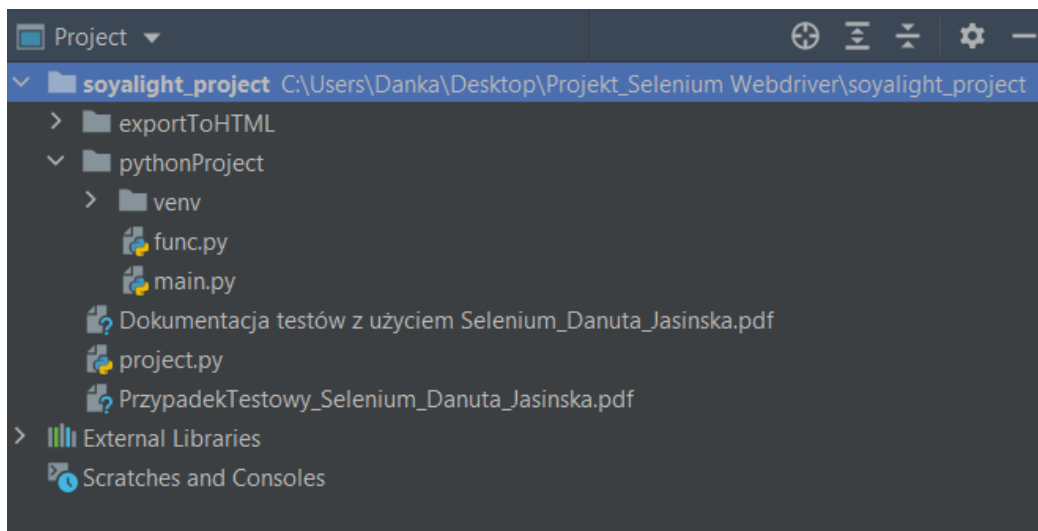 Project
soyalight_project C:\Users\Danka\Desktop\Projekt_Selenium Webdriver\soyalight_project
exportToHTML
pythonProject
venv
func.py
main.py
Dokumentacja testów z użyciem Selenium_Danuta_Jasinska.pdf
project.py
PrzypadekTestowy_Selenium_Danuta_Jasinska.pdf
External Libraries
Scratches and Consoles